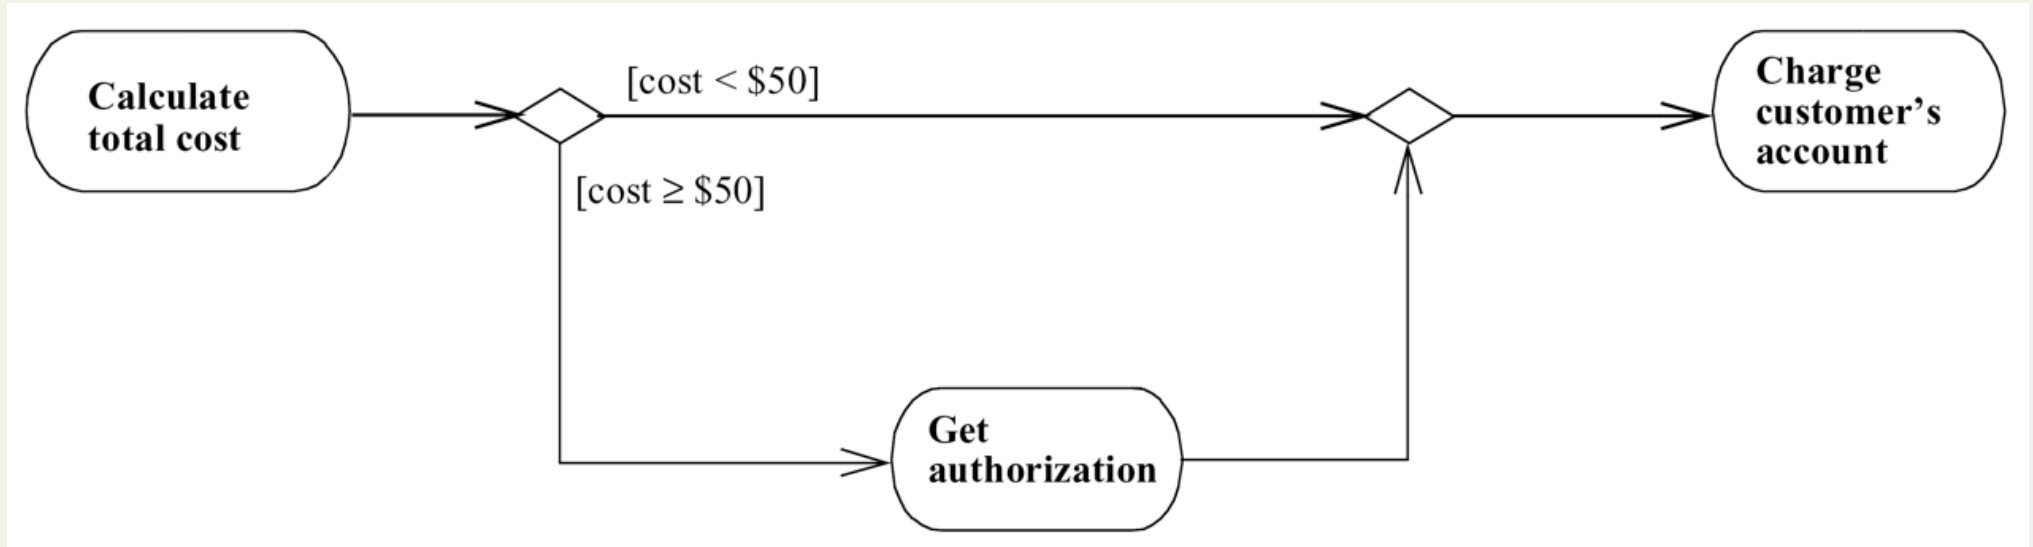 Calculate
total cost
[cost < $50]
[cost ≥ $50]
Get
authorization
Charge
customer’s
account